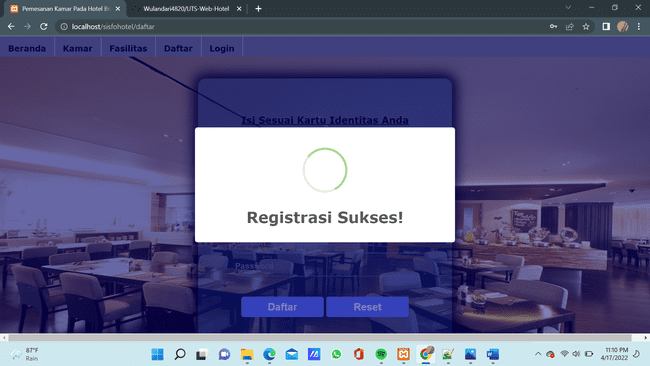 Pemesanan Kamar Pada Hotel B
Wulandari4820/UTS-Web-Hotel
localhost/sisfohotel/daftar
Beranda Kamar Fasilitas Daftar Login
Isi Sesuai Kartu Identitas Anda
Registrasi Sukses!
Password
Daftar Reset
87°F
Rain
11:10 PM
4/17/2022